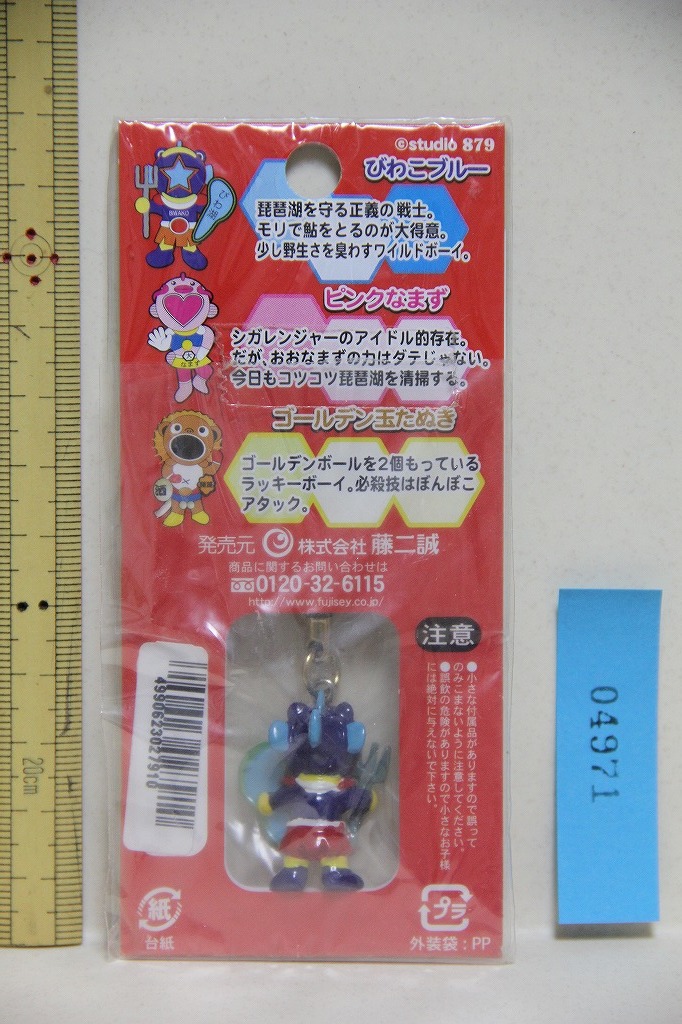 ©studio 879
びわこブルー
BIWAKO
びわ湖
琵琶湖を守る正義の戦士。
モリで鮎をとるのが大得意。
少し野生さを臭わすワイルドボーイ。
ピンクなまず
なまず
シガレンジャーのアイドル的存在。
だが、おおなまずの力はダテじゃない。
今日もコツコツ琵琶湖を清掃する。
ゴールデン玉たぬき
ゴールデンボールを2個もっている
ラッキーボーイ。必殺技はぽんぽこ
アタック。
発売元 株式会社 藤二誠
商品に関するお問い合わせは
0120-32-6115
http://www.fujisey.co.jp/
注意
●小さな付属品がありますので誤って
のみこまないように注意してください。
●誤飲の危険がありますので小さなお子様
には絶対に与えないで下さい。
4990623027910
紙
台紙
プラ
外装袋:PP
20cm
04971